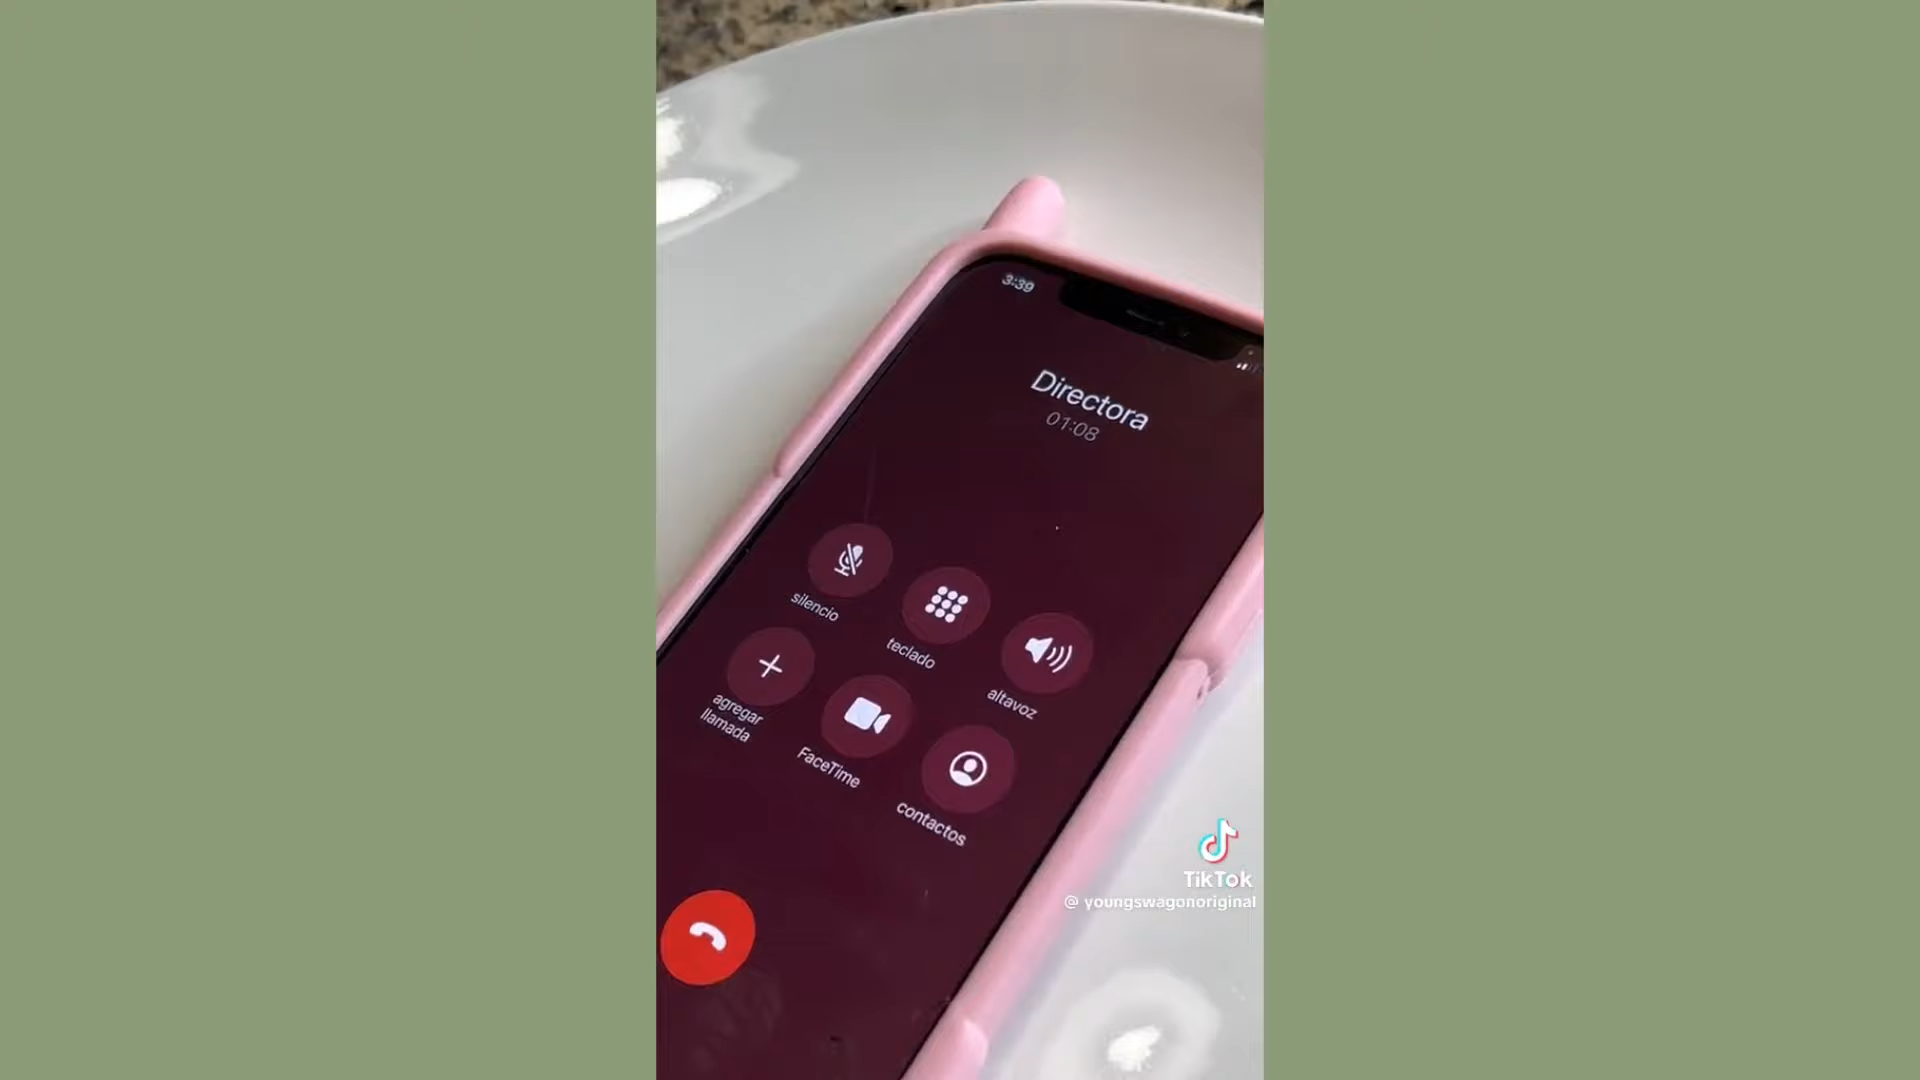 3:39
Directora
01:08
silencio
teclado
altavoz
agregar
llamada
FaceTime
contactos
TikTok
@ youngswagonoriginal